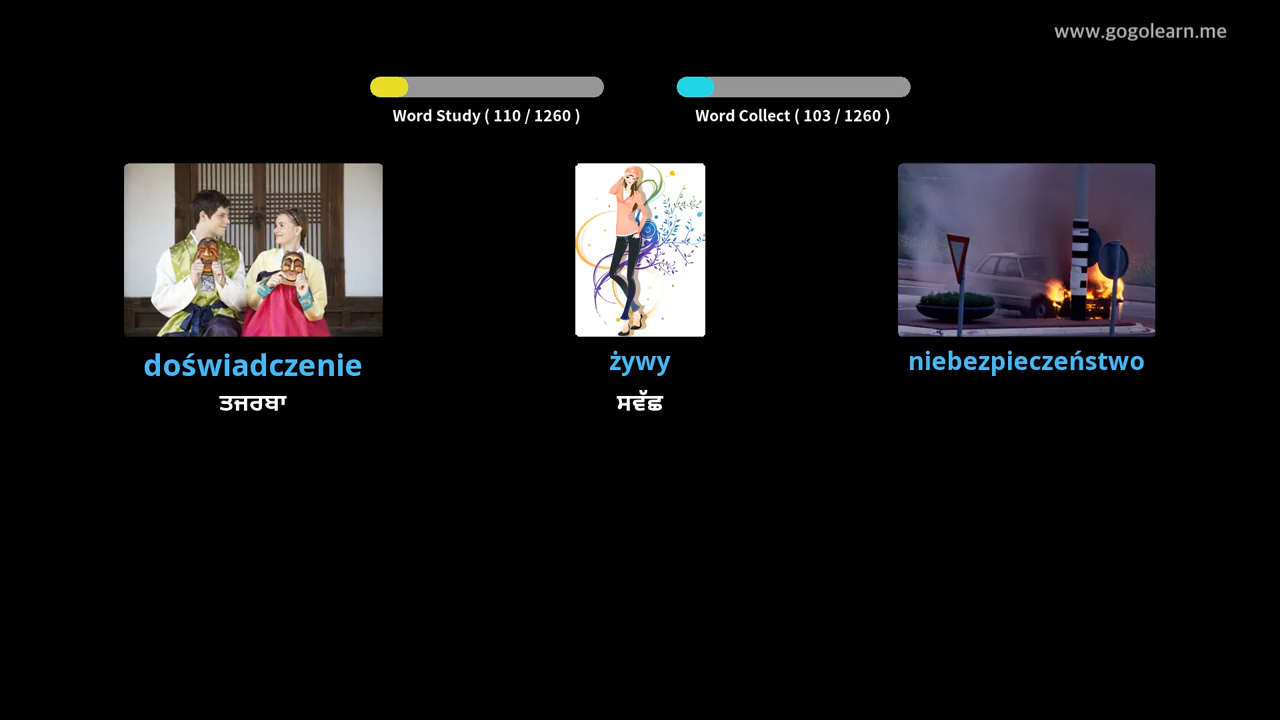 www.gogolearn.me
Word Study ( 110 / 1260 )
Word Collect ( 103 / 1260 )
doświadczenie
żywy
niebezpieczeństwo
ਤਜਰਬਾ
ਸਵੱਛ